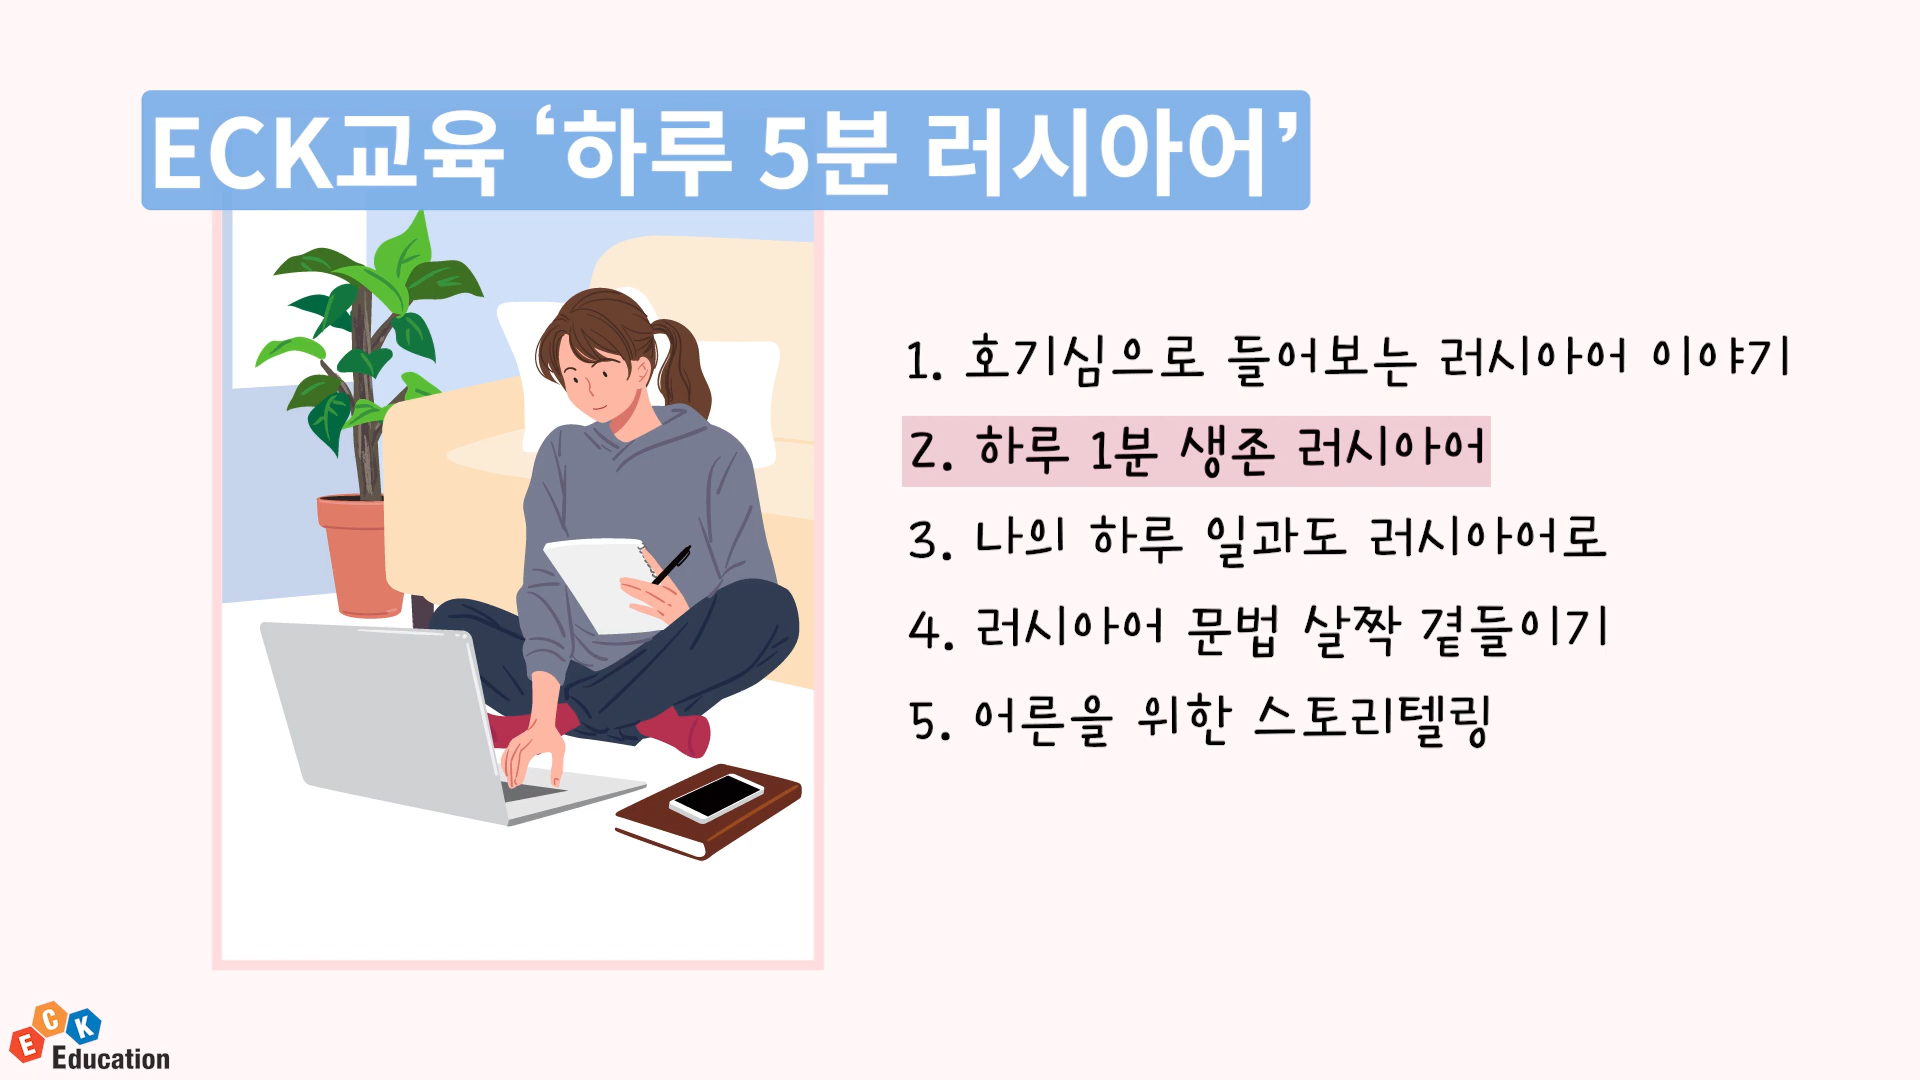 ECK교육 ‘하루 5분 러시아어’
1. 호기심으로 들어보는 러시아어 이야기
2. 하루 1분 생존 러시아어
3. 나의 하루 일과도 러시아어로
4. 러시아어 문법 살짝 곁들이기
5. 어른을 위한 스토리텔링
ECK
Education